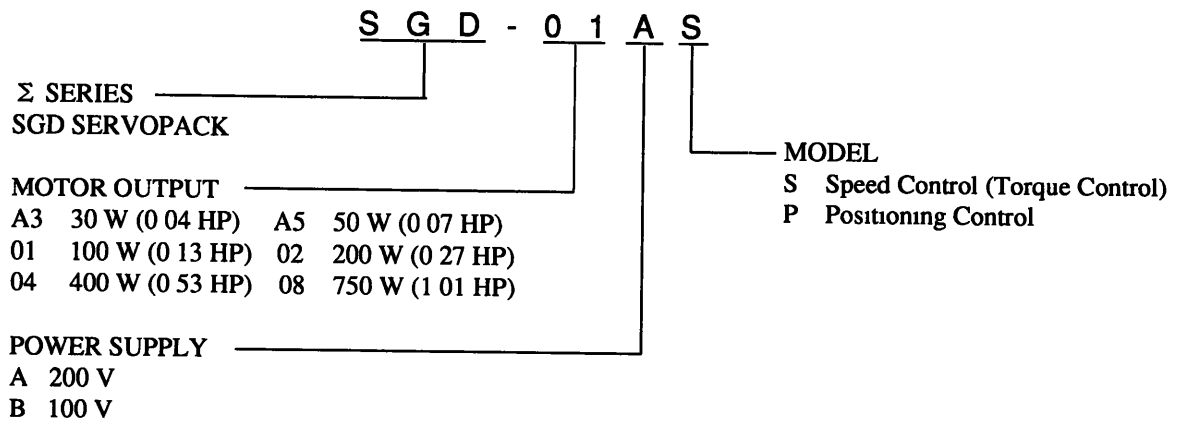 S G D - 0 1 A S
Σ SERIES
SGD SERVOPACK
MOTOR OUTPUT
A3 30 W (0 04 HP) A5 50 W (0 07 HP)
01 100 W (0 13 HP) 02 200 W (0 27 HP)
04 400 W (0 53 HP) 08 750 W (1 01 HP)
POWER SUPPLY
A 200 V
B 100 V
MODEL
S Speed Control (Torque Control)
P Positioning Control